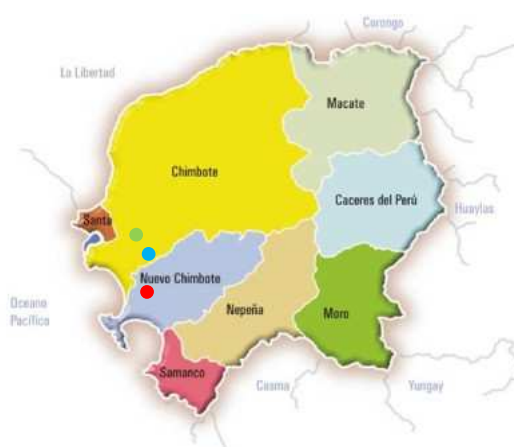 Corongo
La Libertad
Macate
Chimbote
Caceres del Perú
Santa
Huaylas
Nuevo Chimbote
Oceano
Pacífico
Nepeña
Moro
Samanco
Casma
Yungay